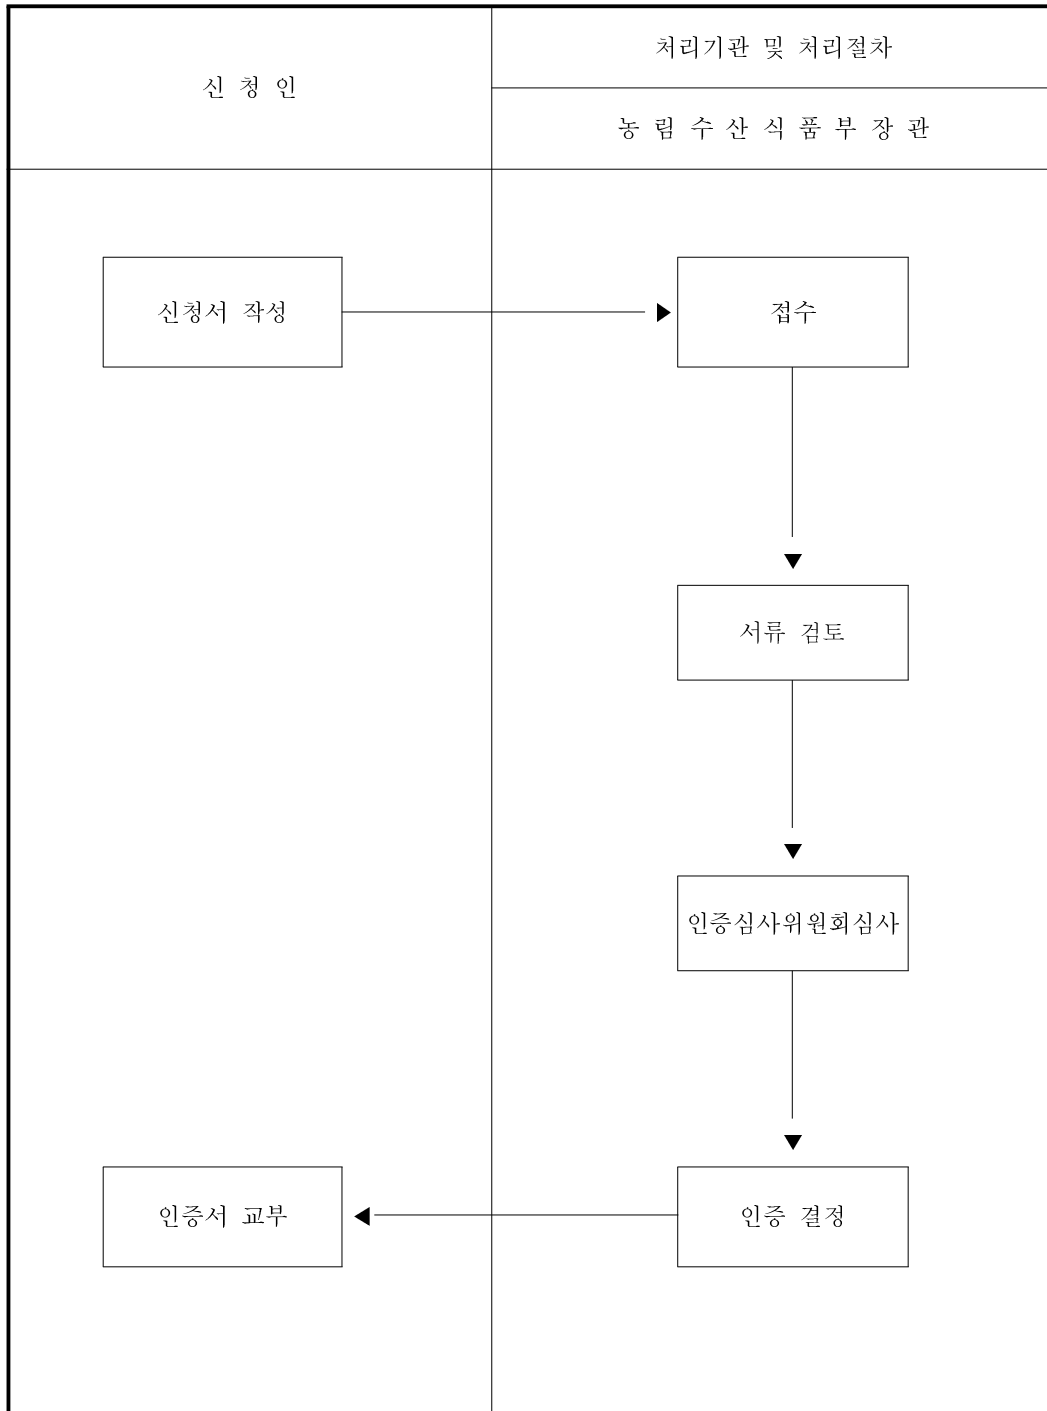 신 청 인
처리기관 및 처리절차
농 림 수 산 식 품 부 장 관
신청서 작성
접수
서류 검토
인증심사위원회심사
인증 결정
인증서 교부